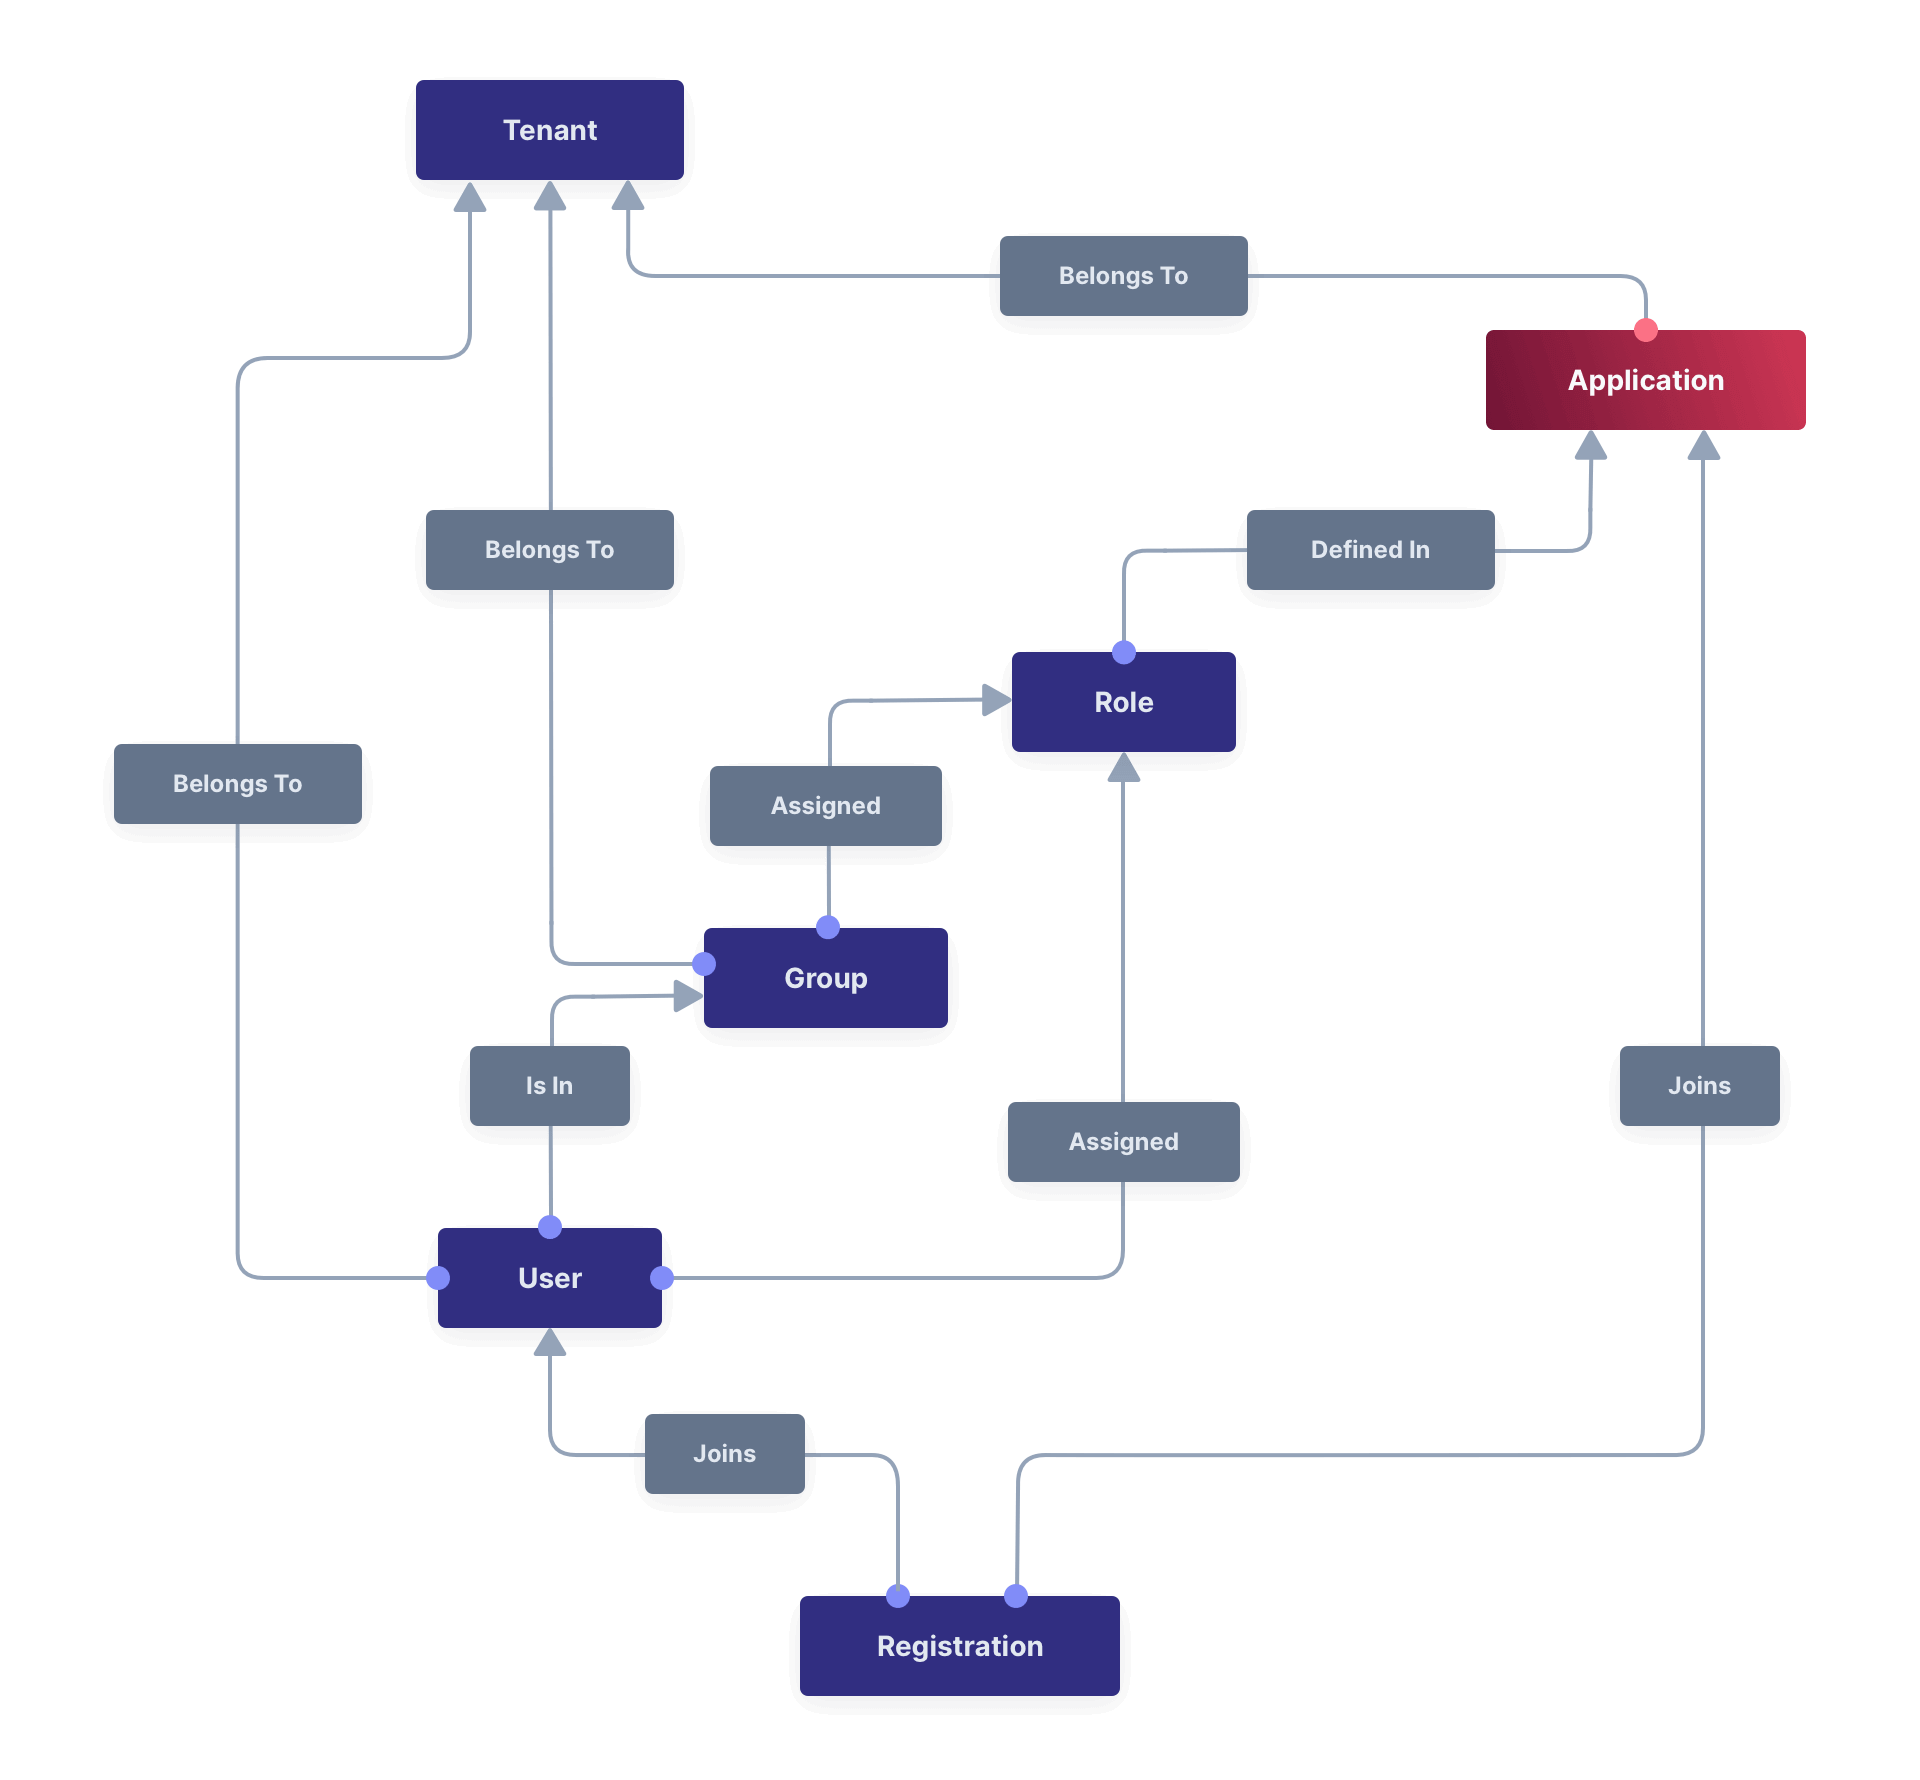 Tenant
Belongs To
Application
Belongs To
Defined In
Role
Belongs To
Assigned
Group
Is In
Joins
Assigned
User
Joins
Registration